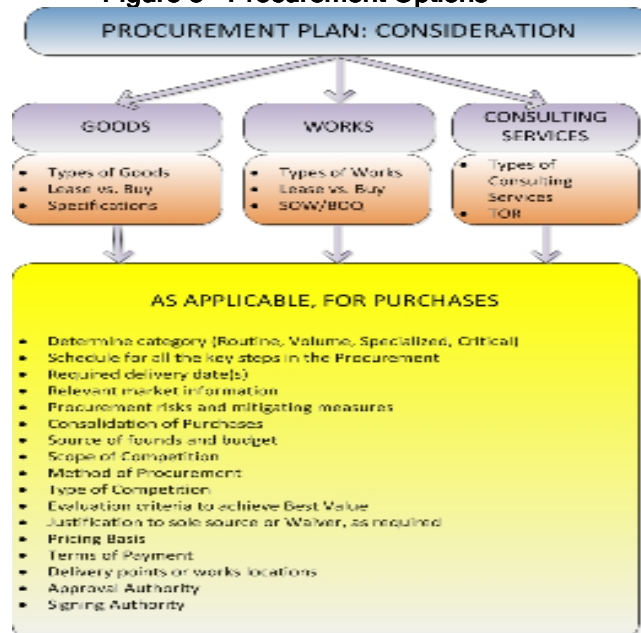 Figure 3 - Procurement Options
PROCUREMENT PLAN: CONSIDERATION
GOODS
• Types of Goods
• Lease vs. Buy
• Specifications
WORKS
• Types of Works
• Lease vs. Buy
• SOW/BOQ
CONSULTING
SERVICES
• Types of
Consulting
Services
• TOR
AS APPLICABLE, FOR PURCHASES
• Determine category (Routine, Volume, Specialized, Critical)
• Schedule for all the key steps in the Procurement
• Required delivery date(s)
• Relevant market information
• Procurement risks and mitigating measures
• Consolidation of Purchases
• Source of founds and budget
• Scope of Competition
• Method of Procurement
• Type of Competition
• Evaluation criteria to achieve Best Value
• Justification to sole source or Waiver, as required
• Pricing Basis
• Terms of Payment
• Delivery points or works locations
• Approval Authority
• Signing Authority